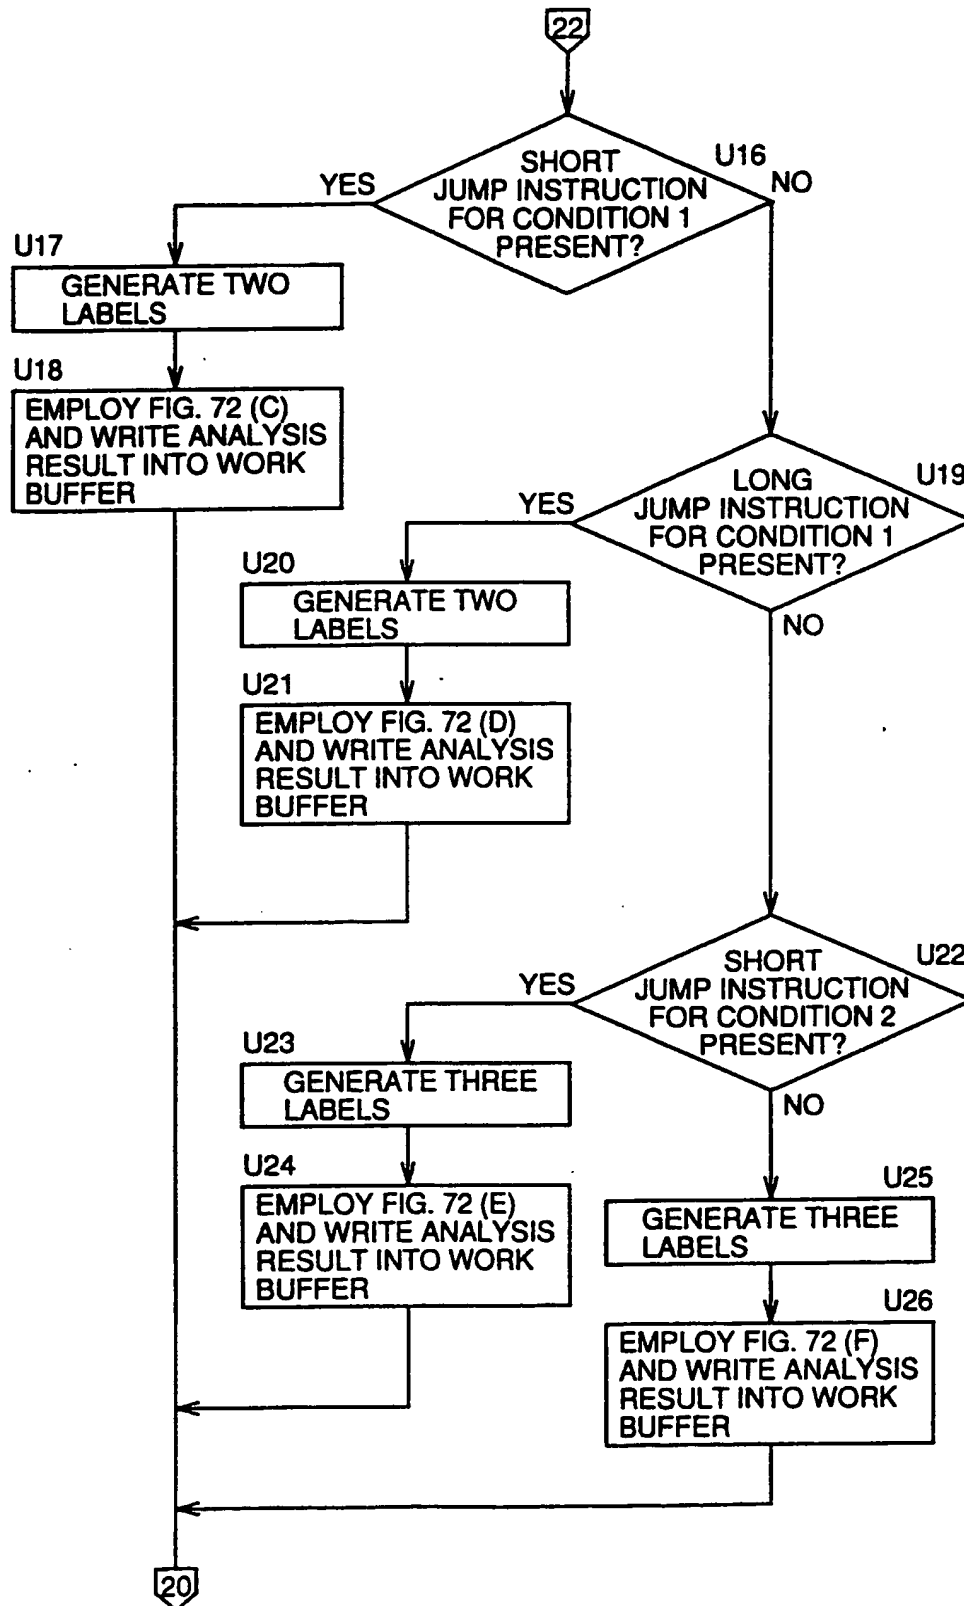 22
U16
SHORT
JUMP INSTRUCTION
FOR CONDITION 1
PRESENT?
YES
NO
U17
GENERATE TWO
LABELS
U18
EMPLOY FIG. 72 (C)
AND WRITE ANALYSIS
RESULT INTO WORK
BUFFER
U19
LONG
JUMP INSTRUCTION
FOR CONDITION 1
PRESENT?
YES
NO
U20
GENERATE TWO
LABELS
U21
EMPLOY FIG. 72 (D)
AND WRITE ANALYSIS
RESULT INTO WORK
BUFFER
U22
SHORT
JUMP INSTRUCTION
FOR CONDITION 2
PRESENT?
YES
NO
U23
GENERATE THREE
LABELS
U24
EMPLOY FIG. 72 (E)
AND WRITE ANALYSIS
RESULT INTO WORK
BUFFER
U25
GENERATE THREE
LABELS
U26
EMPLOY FIG. 72 (F)
AND WRITE ANALYSIS
RESULT INTO WORK
BUFFER
20